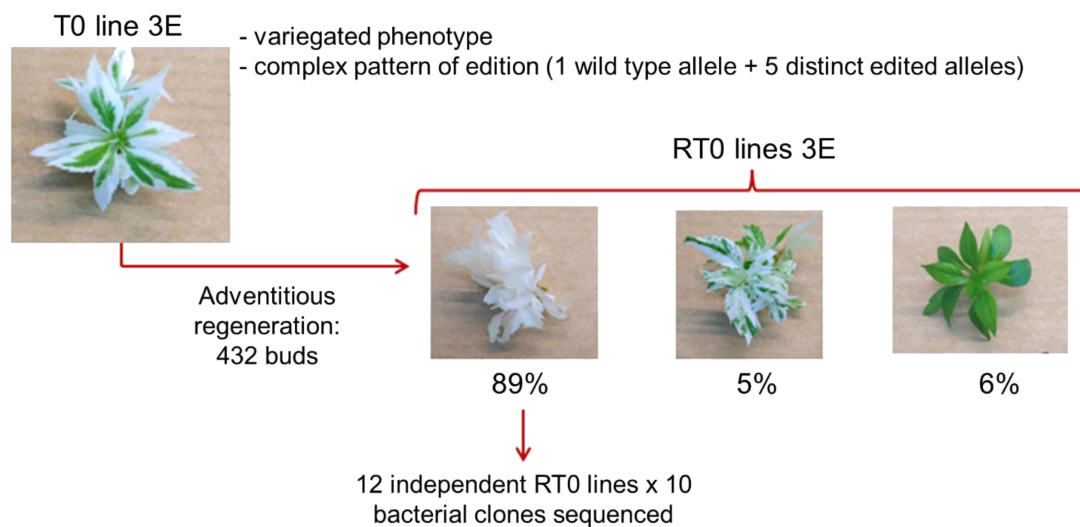 T0 line 3E
- variegated phenotype
- complex pattern of edition (1 wild type allele + 5 distinct edited alleles)
RT0 lines 3E
Adventitious
regeneration:
432 buds
89%
5%
6%
12 independent RT0 lines x 10
bacterial clones sequenced